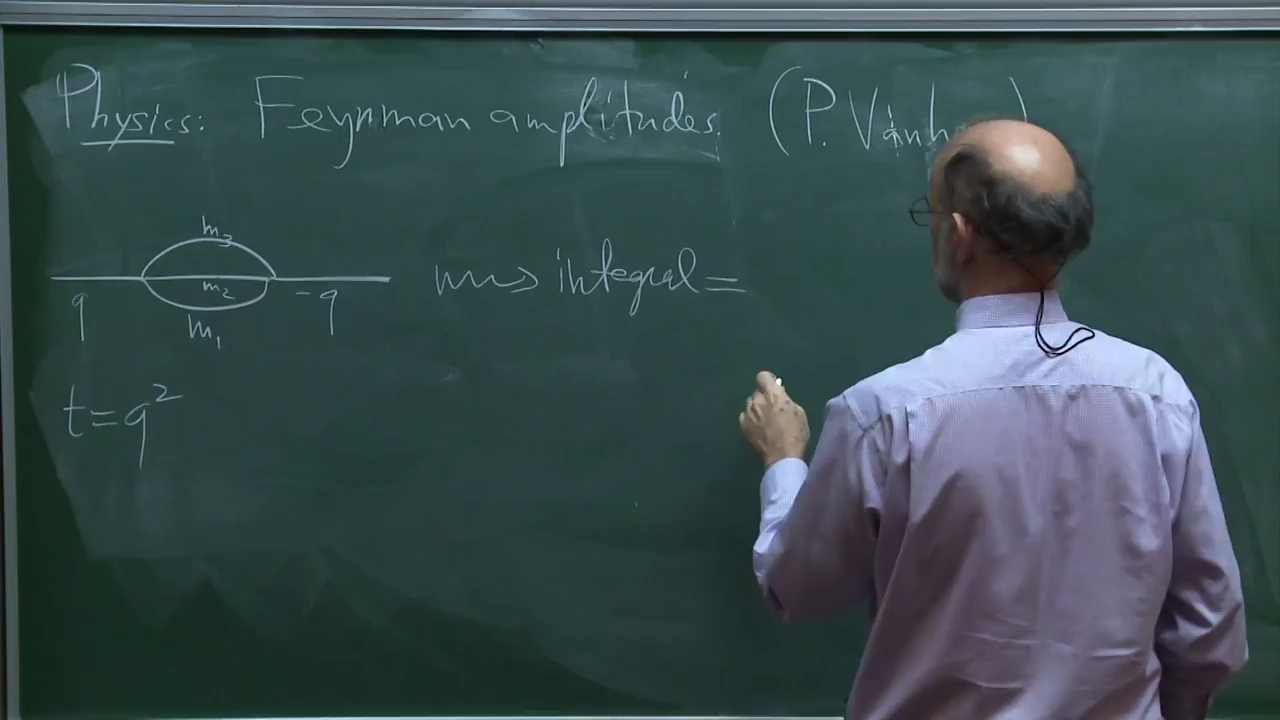 Physics: Feynman amplitudes. (P. Vanh
m₃
m₂
m₁
q
-q
⇝ integral =
t = q²